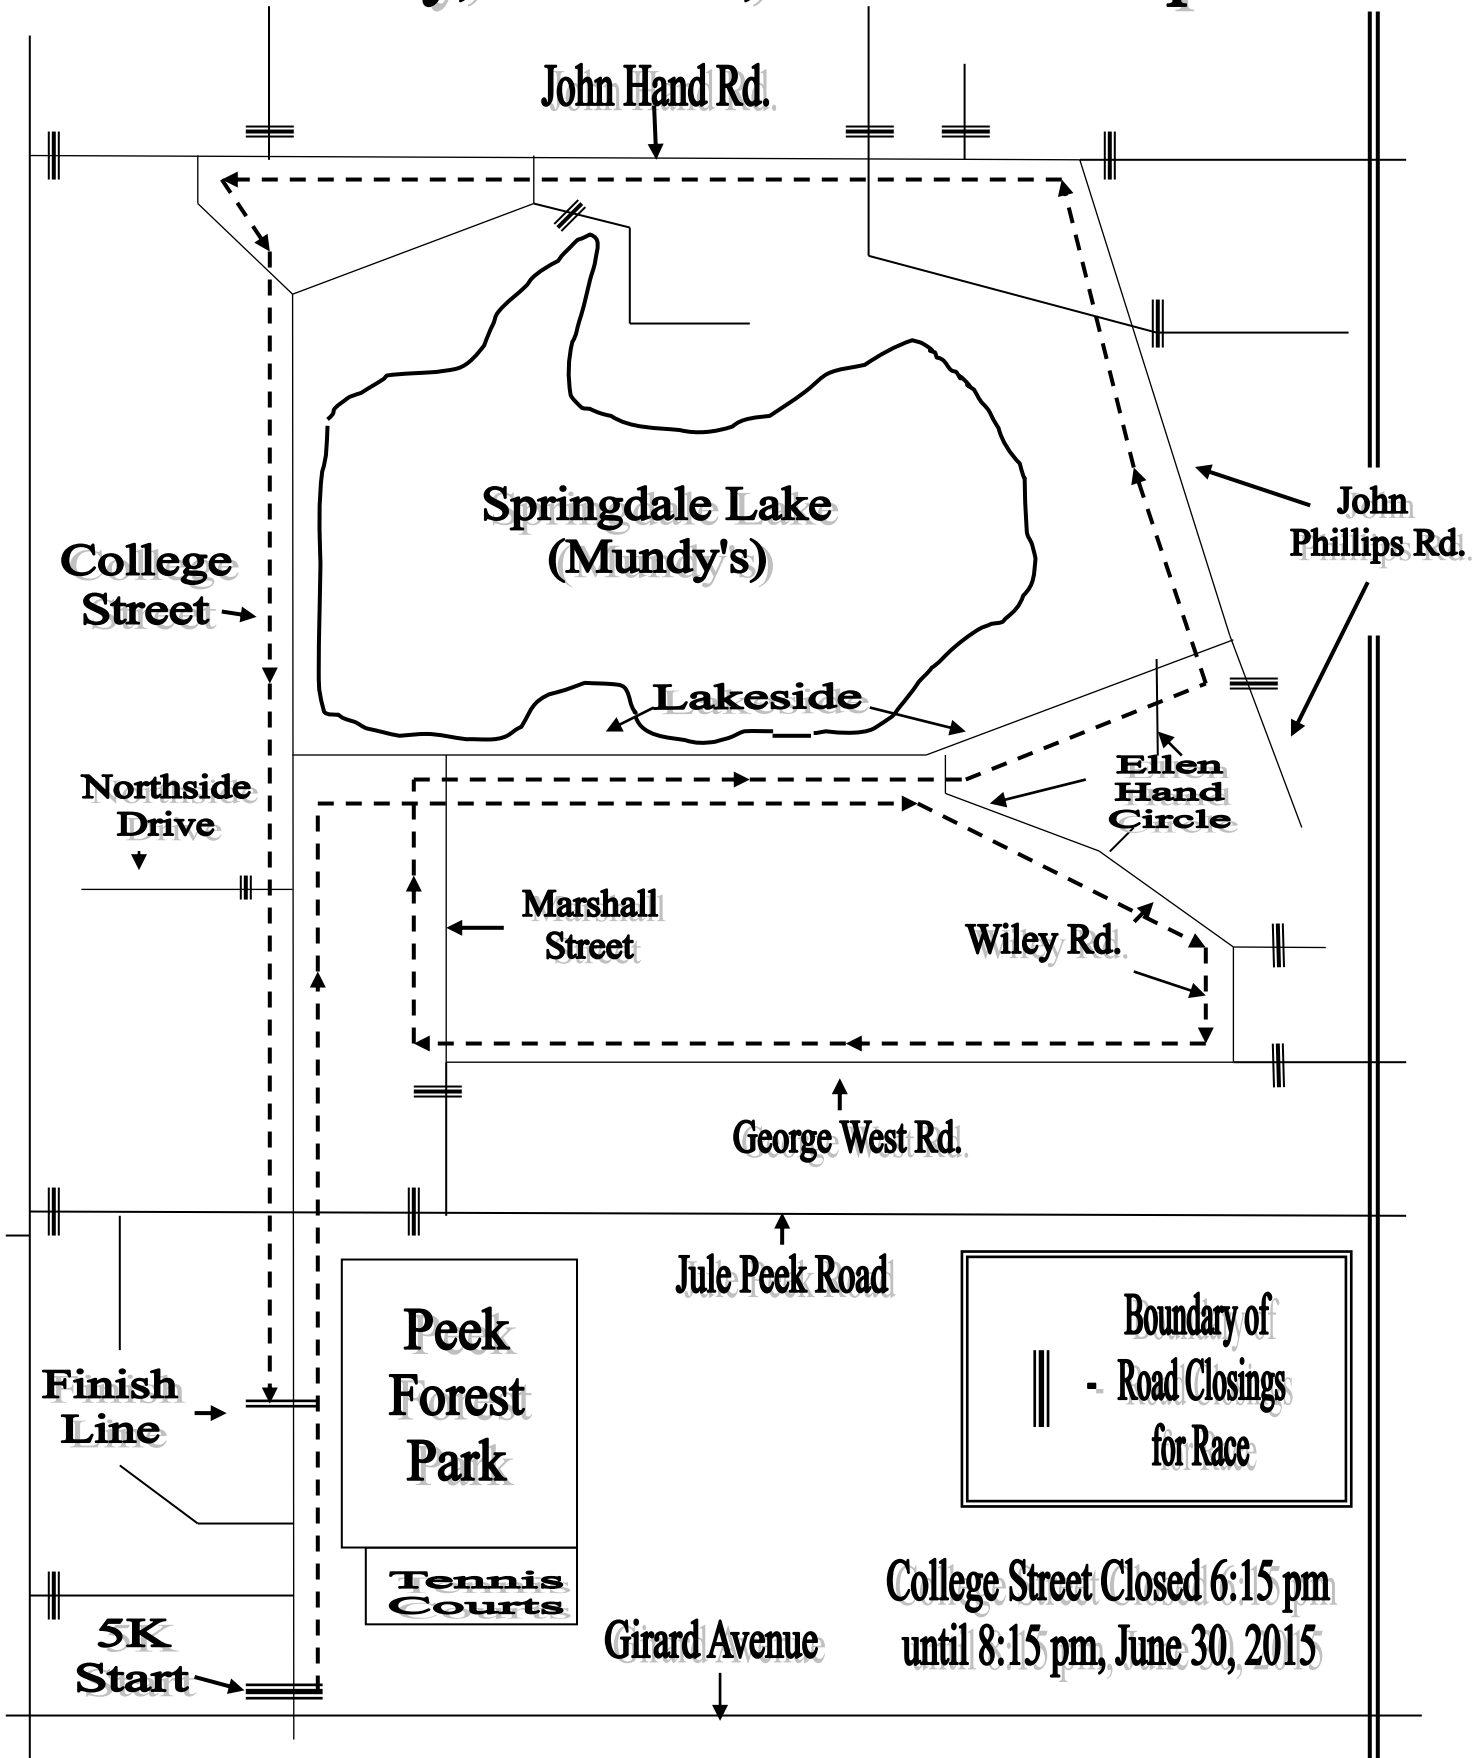 John Hand Rd.
Springdale Lake
(Mundy's)
John
Phillips Rd.
College
Street
Lakeside
Ellen
Hand
Circle
Northside
Drive
Marshall
Street
Wiley Rd.
George West Rd.
Jule Peek Road
Peek
Forest
Park
Boundary of
- Road Closings
for Race
Finish
Line
Tennis
Courts
College Street Closed 6:15 pm
until 8:15 pm, June 30, 2015
5K
Start
Girard Avenue